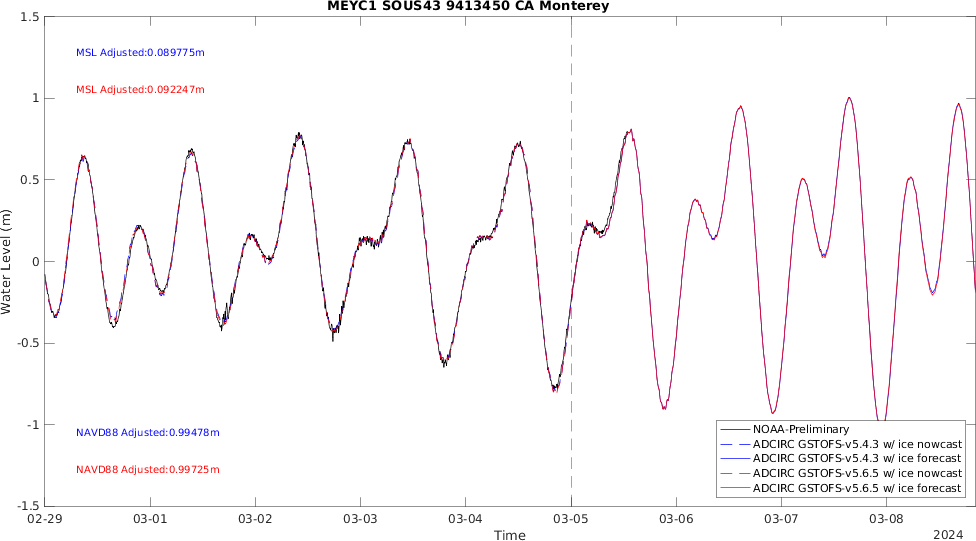 MEYC1 SOUS43 9413450 CA Monterey
1.5
MSL Adjusted:0.089775m
MSL Adjusted:0.092247m
1
0.5
Water Level (m)
0
-0.5
-1
NAVD88 Adjusted:0.99478m
NAVD88 Adjusted:0.99725m
NOAA-Preliminary
ADCIRC GSTOFS-v5.4.3 w/ ice nowcast
ADCIRC GSTOFS-v5.4.3 w/ ice forecast
ADCIRC GSTOFS-v5.6.5 w/ ice nowcast
ADCIRC GSTOFS-v5.6.5 w/ ice forecast
-1.5
02-29 03-01 03-02 03-03 03-04 03-05 03-06 03-07 03-08
Time
2024